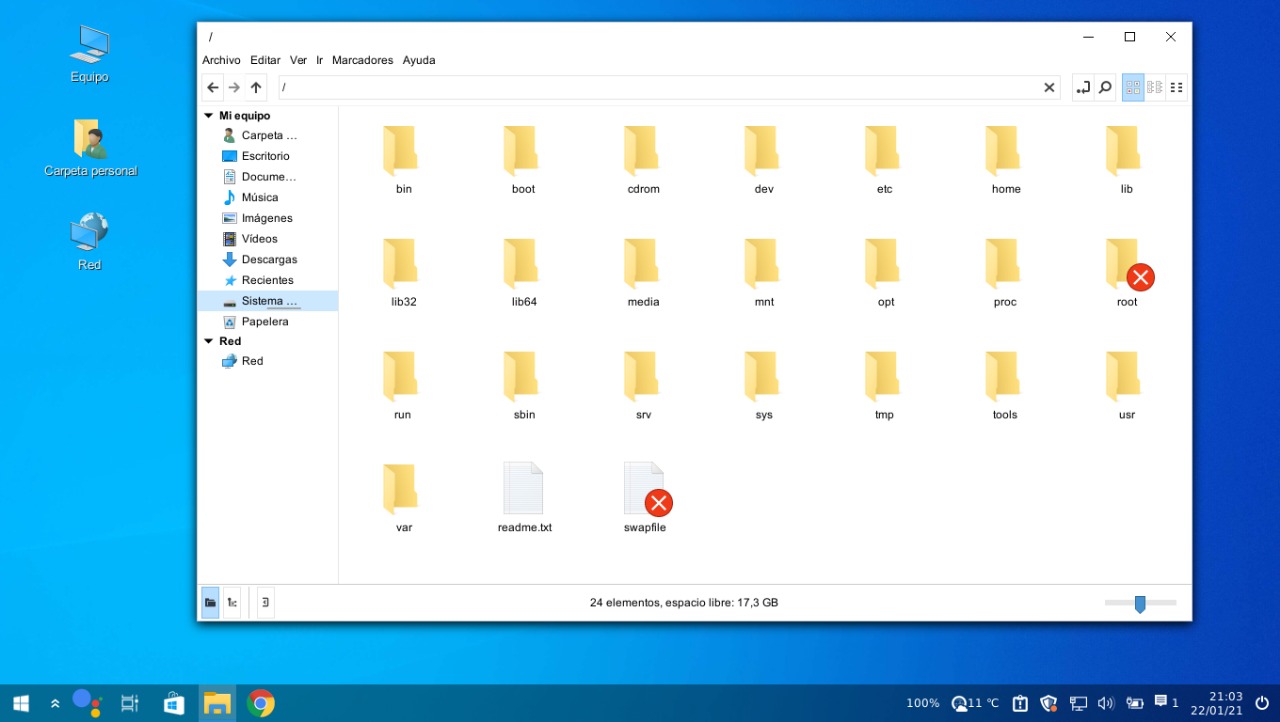 Equipo
Carpeta personal
Red
/
Archivo Editar Ver Ir Marcadores Ayuda
/
Mi equipo
Carpeta ...
Escritorio
Docume...
Música
Imágenes
Vídeos
Descargas
Recientes
Sistema ...
Papelera
Red
Red
bin boot cdrom dev etc home lib
lib32 lib64 media mnt opt proc root
run sbin srv sys tmp tools usr
var readme.txt swapfile
24 elementos, espacio libre: 17,3 GB
100% 11 °C 1 21:03
22/01/21